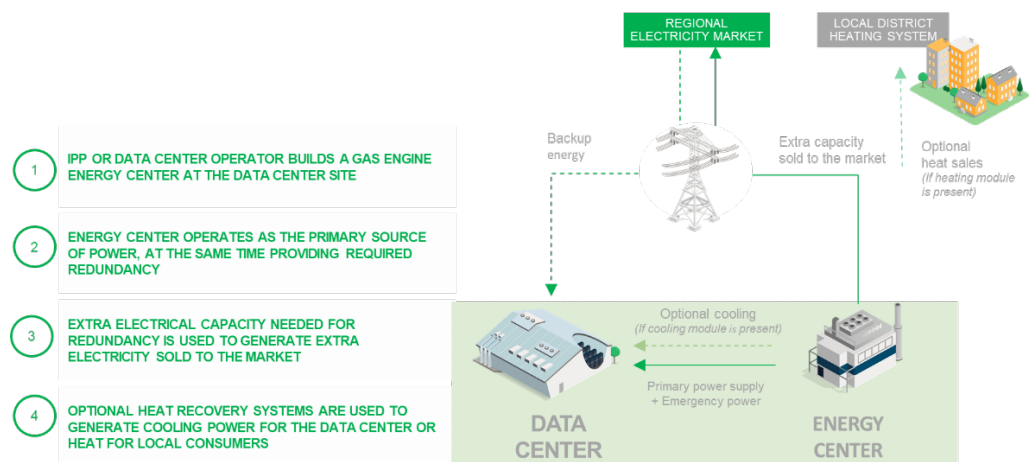 REGIONAL
ELECTRICITY MARKET
LOCAL DISTRICT
HEATING SYSTEM
Backup
energy
Extra capacity
sold to the market
Optional
heat sales
(If heating module
is present)
1
IPP OR DATA CENTER OPERATOR BUILDS A GAS ENGINE
ENERGY CENTER AT THE DATA CENTER SITE
2
ENERGY CENTER OPERATES AS THE PRIMARY SOURCE
OF POWER, AT THE SAME TIME PROVIDING REQUIRED
REDUNDANCY
3
EXTRA ELECTRICAL CAPACITY NEEDED FOR
REDUNDANCY IS USED TO GENERATE EXTRA
ELECTRICITY SOLD TO THE MARKET
4
OPTIONAL HEAT RECOVERY SYSTEMS ARE USED TO
GENERATE COOLING POWER FOR THE DATA CENTER OR
HEAT FOR LOCAL CONSUMERS
Optional cooling
(If cooling module is present)
Primary power supply
+ Emergency power
DATA
CENTER
ENERGY
CENTER